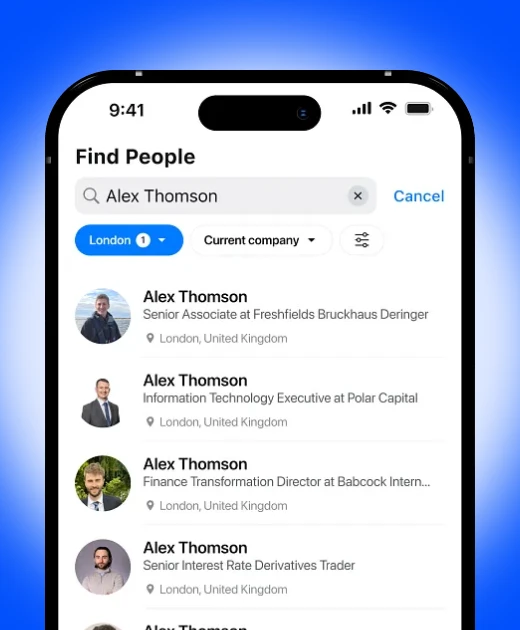 9:41
Find People
Alex Thomson
Cancel
London 1
Current company
Alex Thomson
Senior Associate at Freshfields Bruckhaus Deringer
London, United Kingdom
Alex Thomson
Information Technology Executive at Polar Capital
London, United Kingdom
Alex Thomson
Finance Transformation Director at Babcock Intern...
London, United Kingdom
Alex Thomson
Senior Interest Rate Derivatives Trader
London, United Kingdom
Alex Thomson